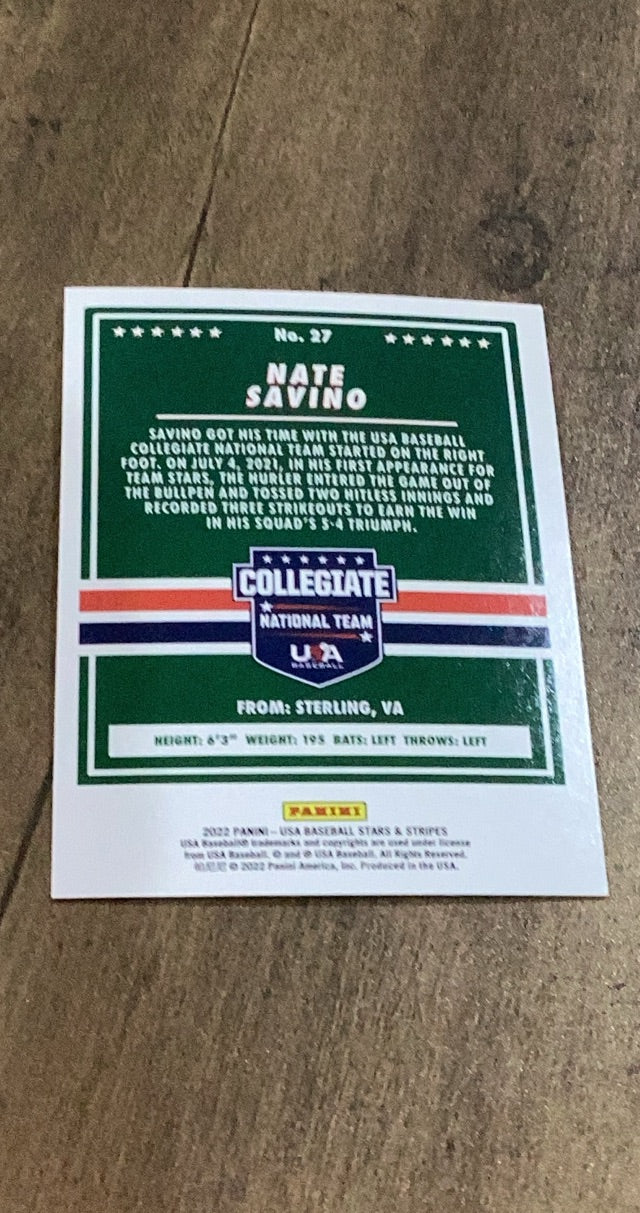 ★★★★★★ No. 27 ★★★★★★
NATE
SAVINO
SAVINO GOT HIS TIME WITH THE USA BASEBALL
COLLEGIATE NATIONAL TEAM STARTED ON THE RIGHT
FOOT. ON JULY 4, 2021, IN HIS FIRST APPEARANCE FOR
TEAM STARS, THE HURLER ENTERED THE GAME OUT OF
THE BULLPEN AND TOSSED TWO HITLESS INNINGS AND
RECORDED THREE STRIKEOUTS TO EARN THE WIN
IN HIS SQUAD'S 5-4 TRIUMPH.
COLLEGIATE
NATIONAL TEAM
USA
BASEBALL
FROM: STERLING, VA
HEIGHT: 6'3" WEIGHT: 195 BATS: LEFT THROWS: LEFT
PANINI
2022 PANINI – USA BASEBALL STARS & STRIPES
USA Baseball® trademarks and copyrights are used under license
from USA Baseball. © and ® USA Baseball. All Rights Reserved.
帕尼尼 © 2022 Panini America, Inc. Produced in the USA.